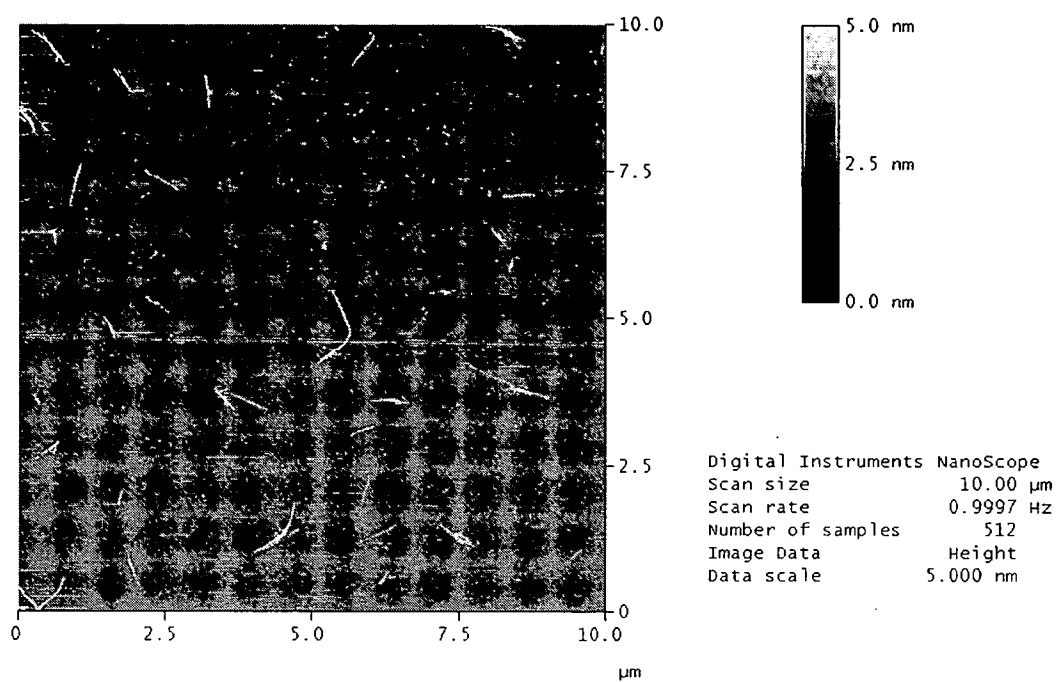 10.0
7.5
5.0
2.5
0
0 2.5 5.0 7.5 10.0
µm
5.0 nm
2.5 nm
0.0 nm
Digital Instruments NanoScope
Scan size 10.00 µm
Scan rate 0.9997 Hz
Number of samples 512
Image Data Height
Data scale 5.000 nm